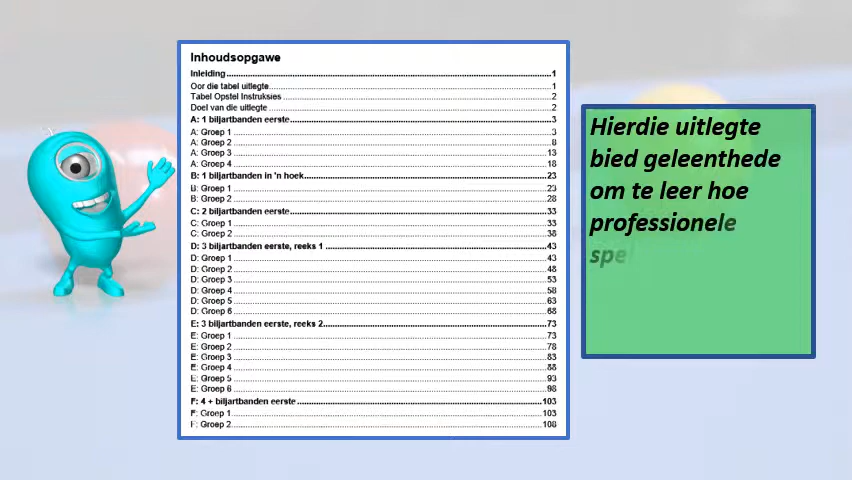 Inhoudsopgawe
Inleiding 1
Oor die tabel uitlegte 1
Tabel Opstel Instruksies 2
Doel van die uitlegte 2
A: 1 biljartbanden eerste 3
A: Groep 1 3
A: Groep 2 8
A: Groep 3 13
A: Groep 4 18
B: 1 biljartbanden in 'n hoek 23
B: Groep 1 23
B: Groep 2 28
C: 2 biljartbanden eerste 33
C: Groep 1 33
C: Groep 2 38
D: 3 biljartbanden eerste, reeks 1 43
D: Groep 1 43
D: Groep 2 48
D: Groep 3 53
D: Groep 4 58
D: Groep 5 63
D: Groep 6 68
E: 3 biljartbanden eerste, reeks 2 73
E: Groep 1 73
E: Groep 2 78
E: Groep 3 83
E: Groep 4 88
E: Groep 5 93
E: Groep 6 98
F: 4 + biljartbanden eerste 103
F: Groep 1 103
F: Groep 2 108
Hierdie uitlegte
bied geleenthede
om te leer hoe
professionele
spel